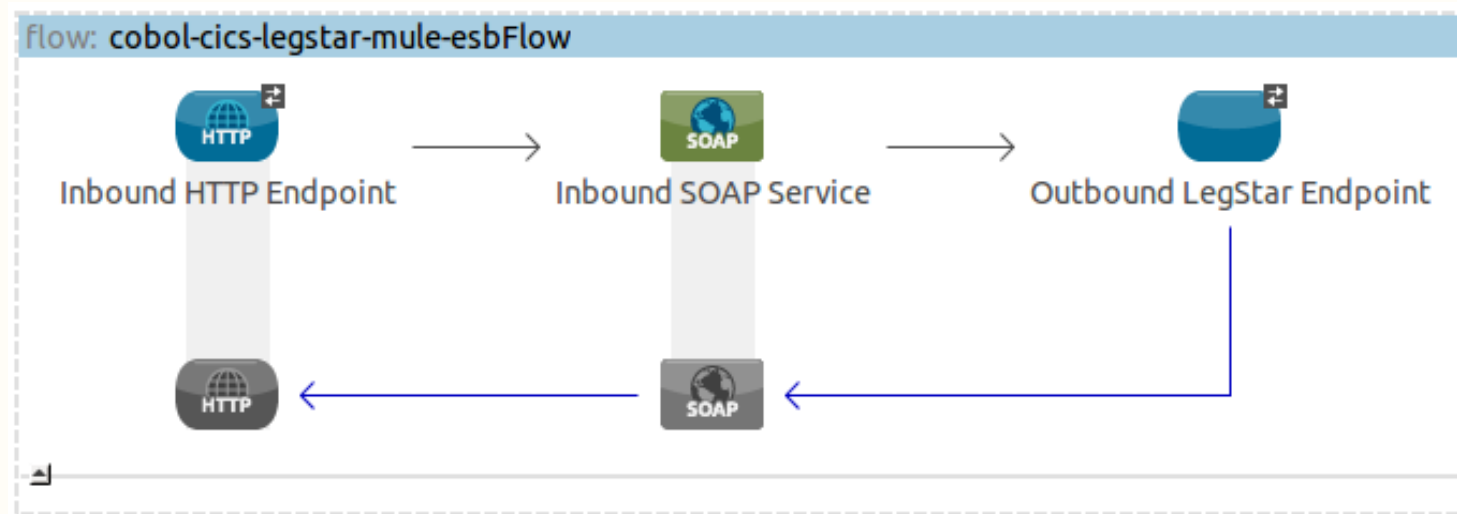 flow: cobol-cics-legstar-mule-esbFlow
HTTP
SOAP
Inbound HTTP Endpoint
Inbound SOAP Service
Outbound LegStar Endpoint
HTTP
SOAP